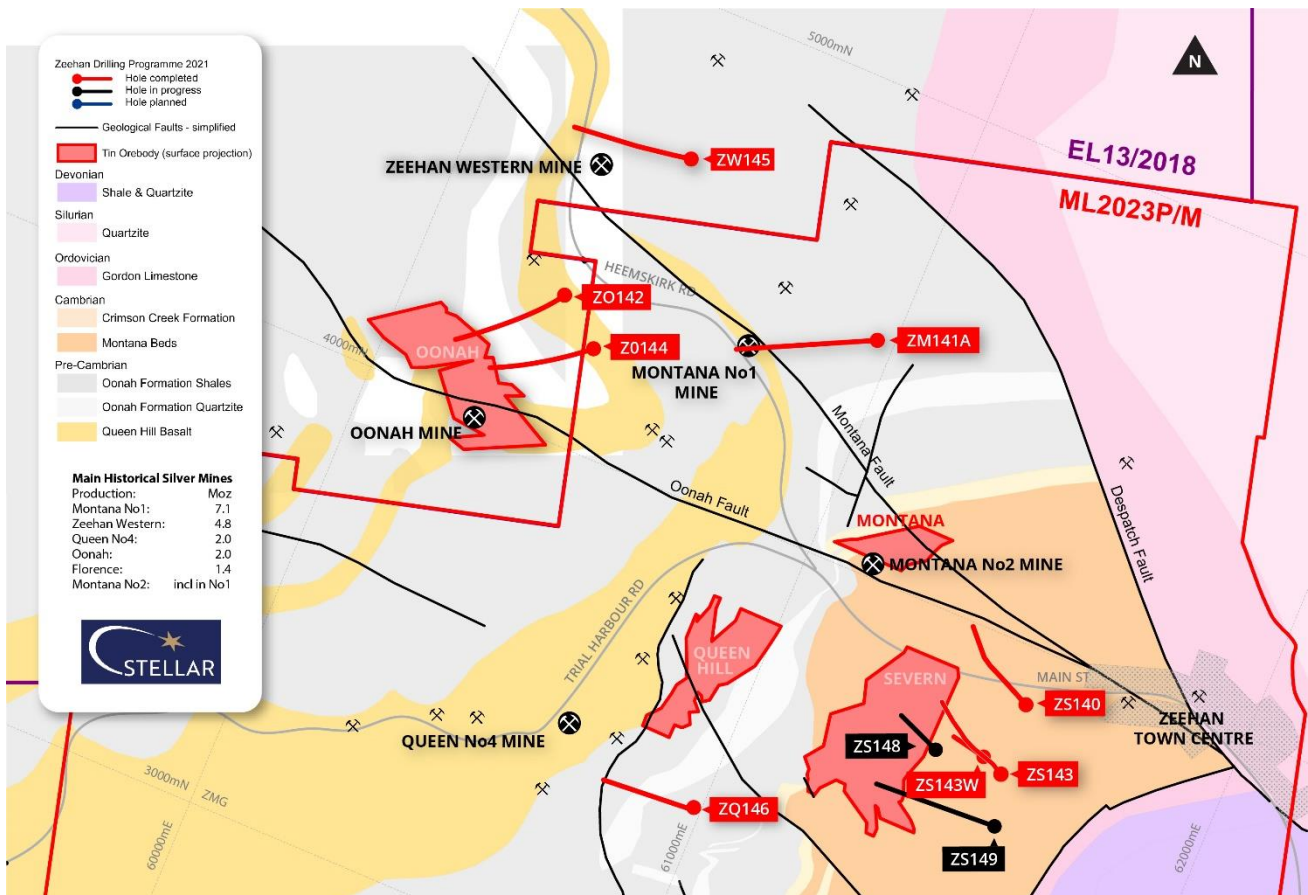 Zeehan Drilling Programme 2021
Hole completed
Hole in progress
Hole planned
Geological Faults - simplified
Tin Orebody (surface projection)
Devonian
Shale & Quartzite
Silurian
Quartzite
Ordovician
Gordon Limestone
Cambrian
Crimson Creek Formation
Montana Beds
Pre-Cambrian
Oonah Formation Shales
Oonah Formation Quartzite
Queen Hill Basalt
Main Historical Silver Mines
Production: Moz
Montana No1: 7.1
Zeehan Western: 4.8
Queen No4: 2.0
Oonah: 2.0
Florence: 1.4
Montana No2: incl in No1
STELLAR
5000mN
N
EL13/2018
ML2023P/M
ZEEHAN WESTERN MINE
ZW145
HEEMSKIRK RD
ZO142
Z0144
4000mN
OONAH
OONAH MINE
ZM141A
MONTANA No1
MINE
Montana Fault
Oonah Fault
Despatch Fault
MONTANA
MONTANA No2 MINE
TRIAL HARBOUR RD
QUEEN
HILL
SEVERN
MAIN ST
ZS140
ZEEHAN
TOWN CENTRE
QUEEN No4 MINE
ZS148
ZS143W
ZS143
3000mN
ZMG
ZQ146
ZS149
60000mE
61000mE
62000mE